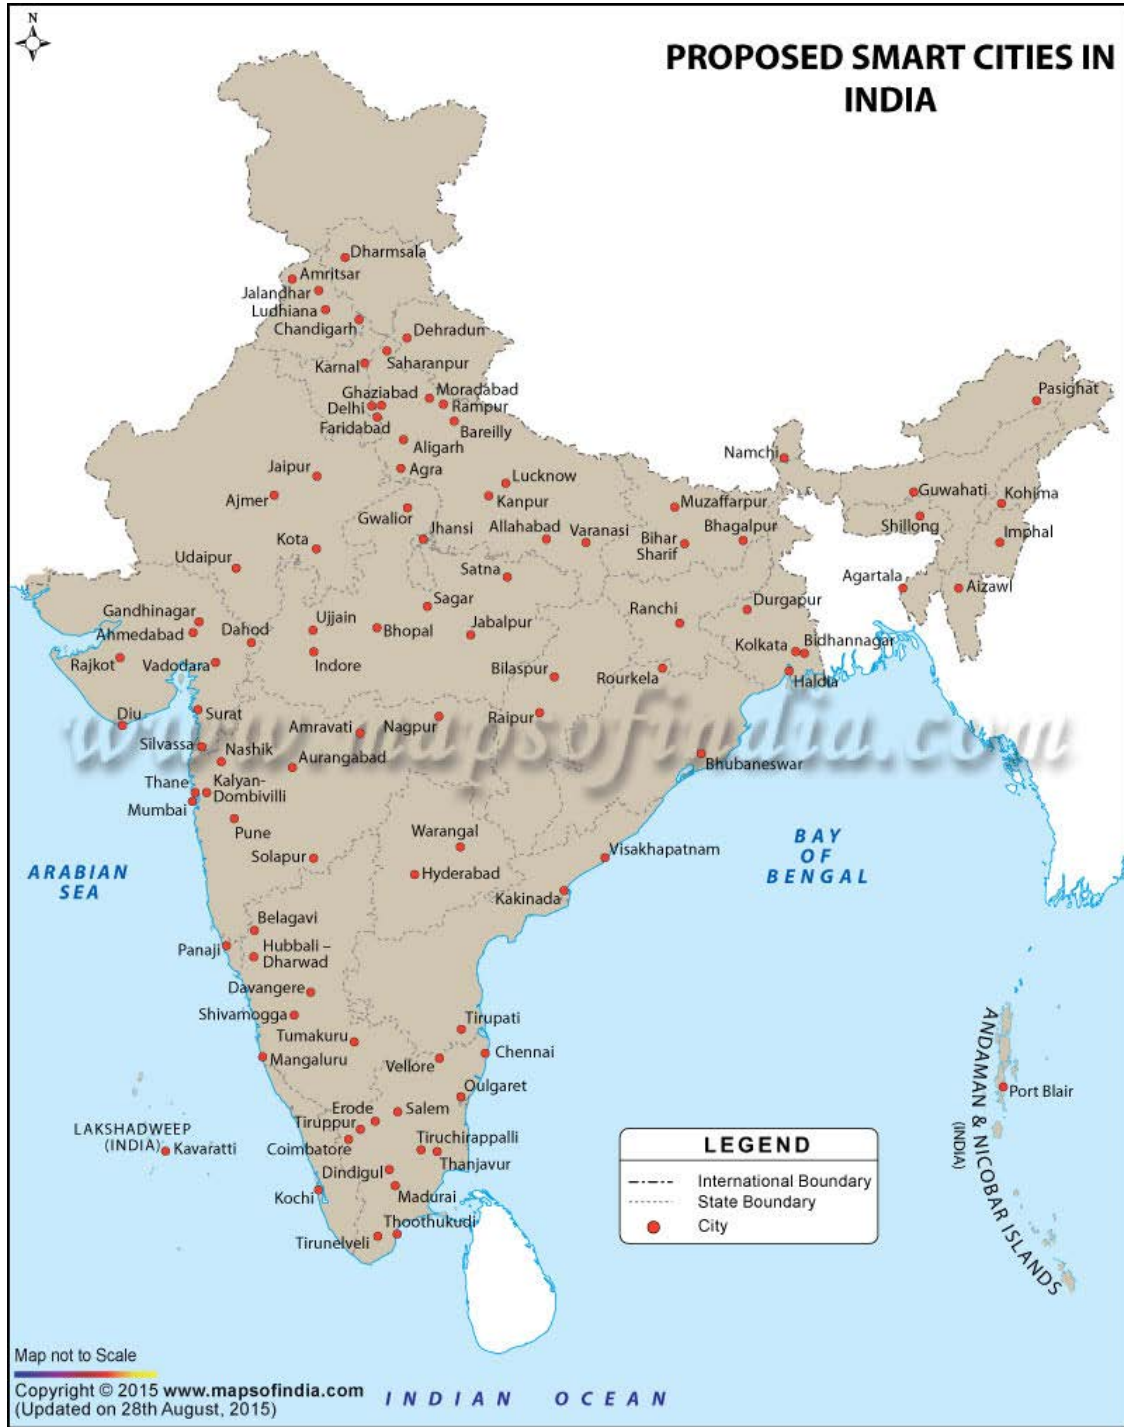 N
PROPOSED SMART CITIES IN
INDIA
Dharmsala
Amritsar
Jalandhar
Ludhiana
Chandigarh
Dehradun
Karnal
Saharanpur
Ghaziabad
Moradabad
Delhi
Rampur
Faridabad
Bareilly
Aligarh
Pasighat
Namchi
Jaipur
Agra
Lucknow
Ajmer
Kanpur
Muzaffarpur
Guwahati
Kohima
Gwalior
Jhansi
Allahabad
Varanasi
Bihar
Sharif
Bhagalpur
Shillong
Imphal
Kota
Udaipur
Satna
Agartala
Aizawl
Gandhinagar
Ahmedabad
Dahod
Ujjain
Bhopal
Sagar
Jabalpur
Ranchi
Durgapur
Kolkata
Bidhannagar
Rajkot
Vadodara
Indore
Bilaspur
Rourkela
Haldia
Diu
Surat
Amravati
Nagpur
Raipur
www.mapsofindia.com
Silvassa
Nashik
Aurangabad
Bhubaneswar
Thane
Kalyan-
Dombivilli
Mumbai
Pune
Warangal
Solapur
Hyderabad
Visakhapatnam
Kakinada
ARABIAN
SEA
BAY
OF
BENGAL
Belagavi
Panaji
Hubbali –
Dharwad
Davangere
Shivamogga
Tumakuru
Tirupati
Mangaluru
Vellore
Chennai
Oulgaret
Erode
Salem
Tiruppur
Coimbatore
Tiruchirappalli
Thanjavur
Dindigul
Madurai
Kochi
Thoothukudi
Tirunelveli
LAKSHADWEEP
(INDIA)
Kavaratti
Port Blair
ANDAMAN & NICOBAR ISLANDS
(INDIA)
LEGEND
International Boundary
State Boundary
City
Map not to Scale
Copyright © 2015 www.mapsofindia.com
(Updated on 28th August, 2015)
INDIAN OCEAN